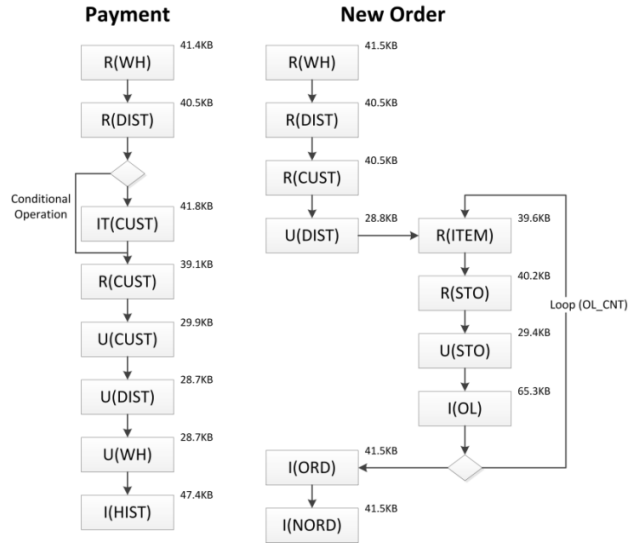 Payment
41.4KB
R(WH)
40.5KB
R(DIST)
Conditional
Operation
41.8KB
IT(CUST)
39.1KB
R(CUST)
29.9KB
U(CUST)
28.7KB
U(DIST)
28.7KB
U(WH)
47.4KB
I(HIST)
New Order
41.5KB
R(WH)
40.5KB
R(DIST)
40.5KB
R(CUST)
28.8KB
U(DIST)
39.6KB
R(ITEM)
40.2KB
R(STO)
Loop (OL_CNT)
29.4KB
U(STO)
65.3KB
I(OL)
41.5KB
I(ORD)
41.5KB
I(NORD)